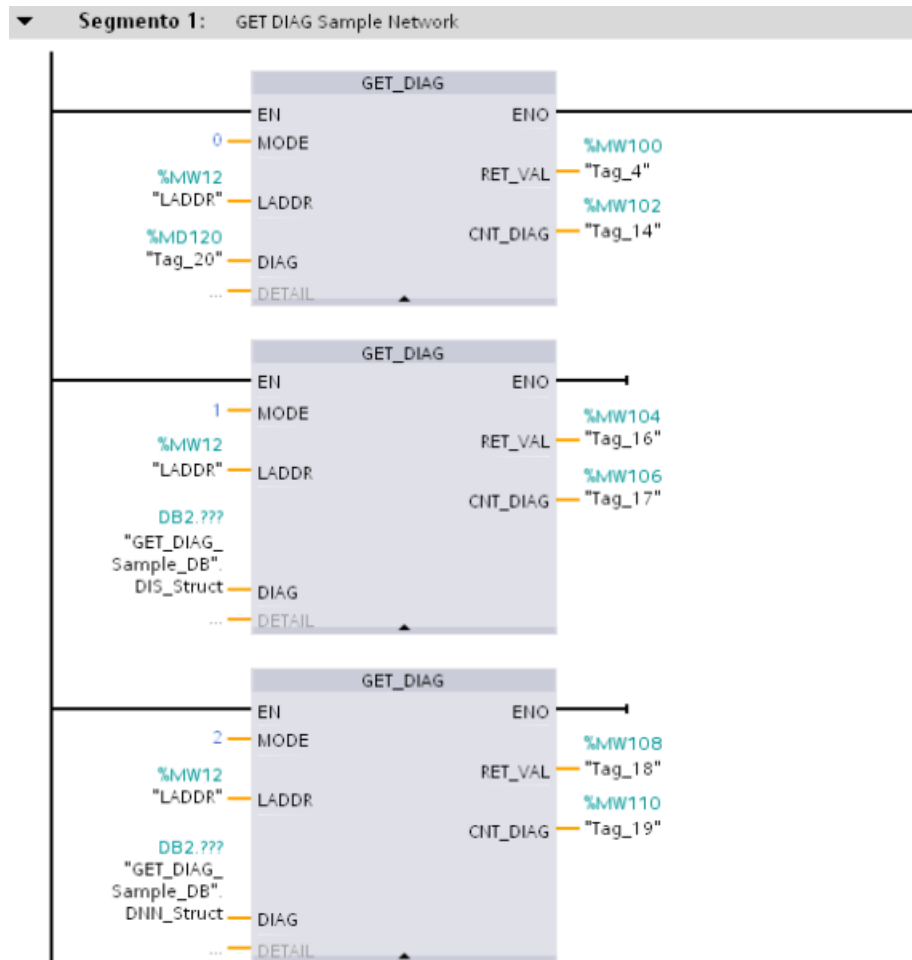 Segmento 1: GET DIAG Sample Network
GET_DIAG
EN ENO
0 MODE
%MW100
RET_VAL "Tag_4"
%MW12
"LADDR" LADDR
%MW102
CNT_DIAG "Tag_14"
%MD120
"Tag_20" DIAG
... DETAIL
GET_DIAG
EN ENO
1 MODE
%MW104
RET_VAL "Tag_16"
%MW12
"LADDR" LADDR
%MW106
CNT_DIAG "Tag_17"
DB2.???
"GET_DIAG_
Sample_DB".
DIS_Struct DIAG
... DETAIL
GET_DIAG
EN ENO
2 MODE
%MW108
RET_VAL "Tag_18"
%MW12
"LADDR" LADDR
%MW110
CNT_DIAG "Tag_19"
DB2.???
"GET_DIAG_
Sample_DB".
DNN_Struct DIAG
... DETAIL